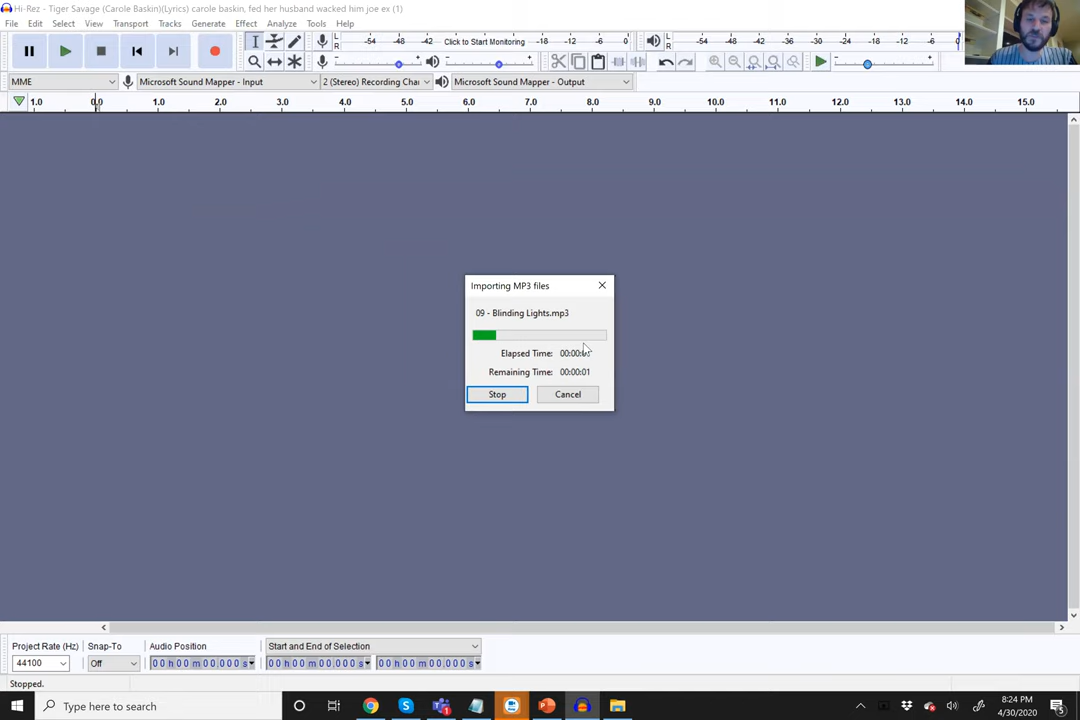 Hi-Rez - Tiger Savage (Carole Baskin)(Lyrics) carole baskin, fed her husband wacked him joe ex (1)
File Edit Select View Transport Tracks Generate Effect Analyze Tools Help
L R -54 -48 -42 Click to Start Monitoring -18 -12 -6 0 L R -54 -48 -42 -36 -30 -24 -18 -12 -6 0
MME Microsoft Sound Mapper - Input 2 (Stereo) Recording Chai Microsoft Sound Mapper - Output
1.0 0.0 1.0 2.0 3.0 4.0 5.0 6.0 7.0 8.0 9.0 10.0 11.0 12.0 13.0 14.0 15.0
Importing MP3 files
09 - Blinding Lights.mp3
Elapsed Time: 00:00:
Remaining Time: 00:00:01
Stop Cancel
Project Rate (Hz) Snap-To Audio Position Start and End of Selection
44100 Off 00 h 00 m 00.000 s 00 h 00 m 00.000 s 00 h 00 m 00.000 s
Stopped.
Type here to search
8:24 PM
4/30/2020